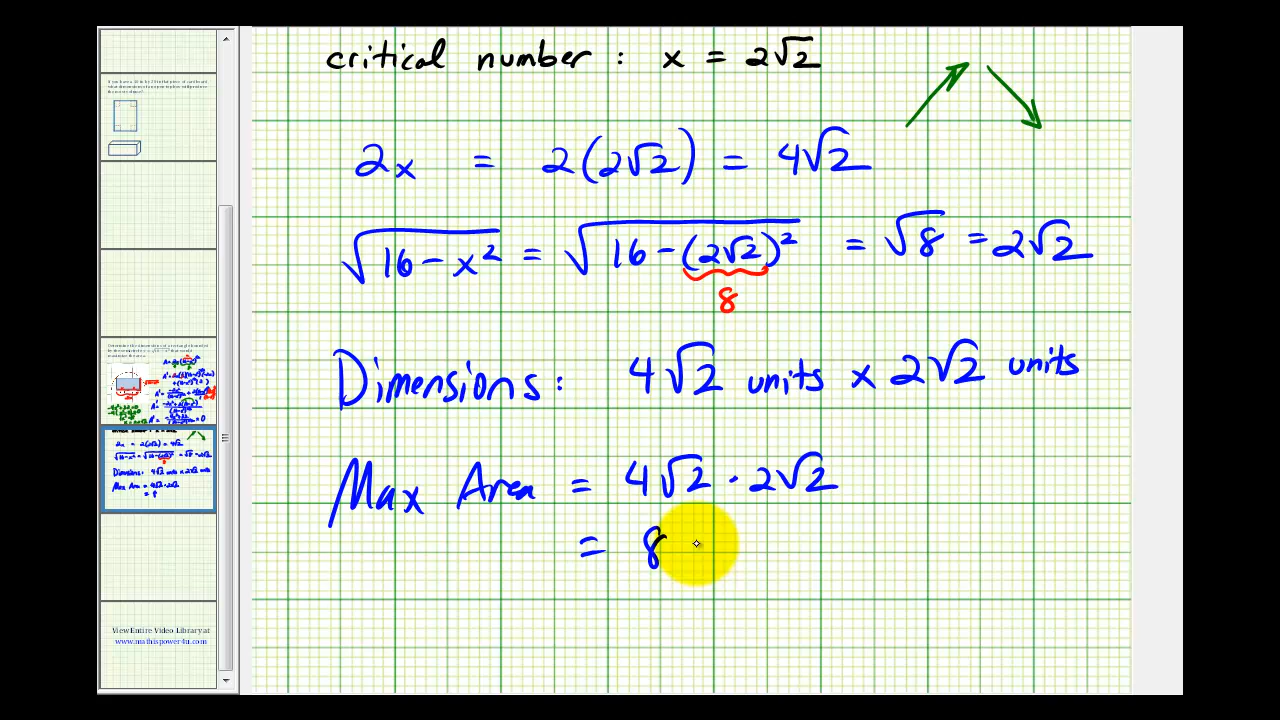 critical number : x = 2√2
2x = 2(2√2) = 4√2
√(16 - x²) = √(16 - (2√2)²) = √8 = 2√2
8
Dimensions: 4√2 units x 2√2 units
Max Area = 4√2 · 2√2
= 8
View Entire Video Library at
www.mathispower4u.com